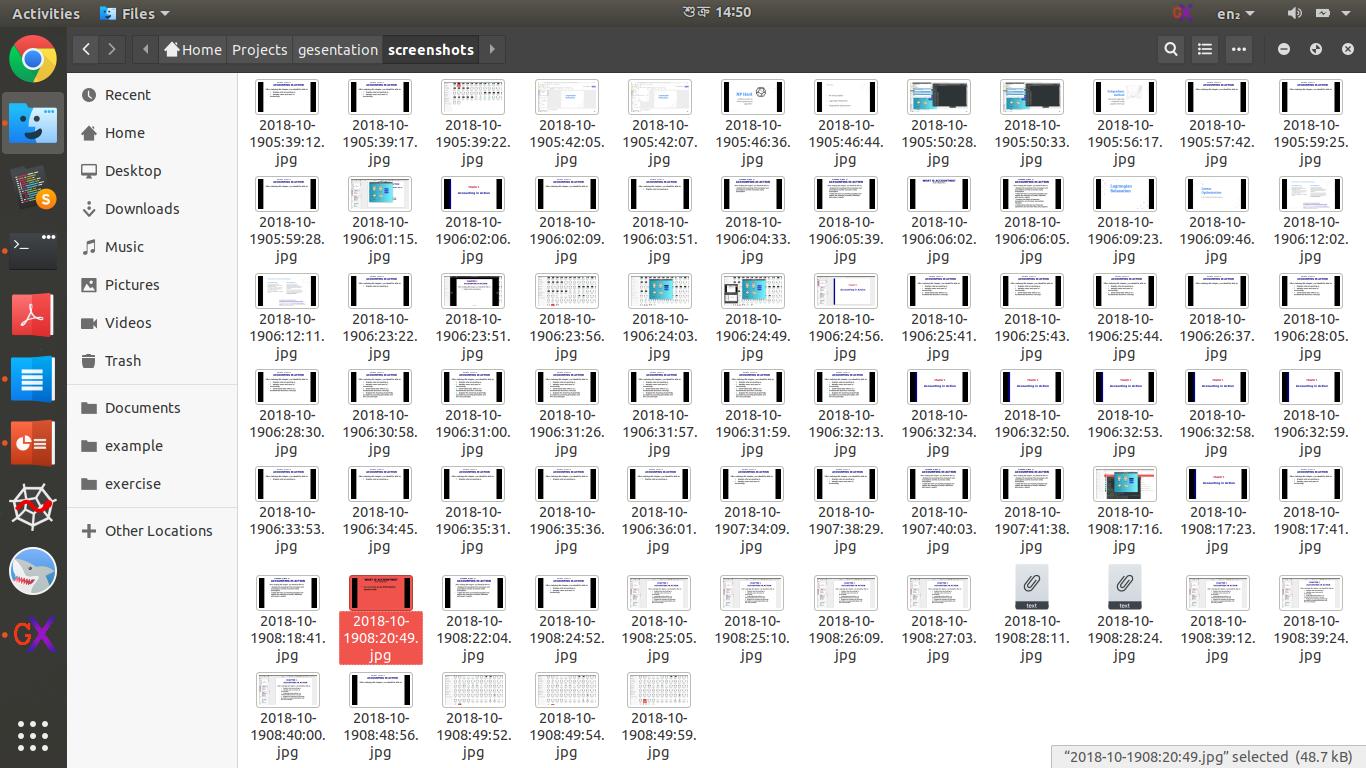 Activities Files শুক্র 14:50 en₂
Home Projects gesentation screenshots
Recent
Home
Desktop
Downloads
Music
Pictures
Videos
Trash
Documents
example
exercise
Other Locations
2018-10-1905:39:12.jpg 2018-10-1905:39:17.jpg 2018-10-1905:39:22.jpg 2018-10-1905:42:05.jpg 2018-10-1905:42:07.jpg 2018-10-1905:46:36.jpg 2018-10-1905:46:44.jpg 2018-10-1905:50:28.jpg 2018-10-1905:50:33.jpg 2018-10-1905:56:17.jpg 2018-10-1905:57:42.jpg 2018-10-1905:59:25.jpg
2018-10-1905:59:28.jpg 2018-10-1906:01:15.jpg 2018-10-1906:02:06.jpg 2018-10-1906:02:09.jpg 2018-10-1906:03:51.jpg 2018-10-1906:04:33.jpg 2018-10-1906:05:39.jpg 2018-10-1906:06:02.jpg 2018-10-1906:06:05.jpg 2018-10-1906:09:23.jpg 2018-10-1906:09:46.jpg 2018-10-1906:12:02.jpg
2018-10-1906:12:11.jpg 2018-10-1906:23:22.jpg 2018-10-1906:23:51.jpg 2018-10-1906:23:56.jpg 2018-10-1906:24:03.jpg 2018-10-1906:24:49.jpg 2018-10-1906:24:56.jpg 2018-10-1906:25:41.jpg 2018-10-1906:25:43.jpg 2018-10-1906:25:44.jpg 2018-10-1906:26:37.jpg 2018-10-1906:28:05.jpg
2018-10-1906:28:30.jpg 2018-10-1906:30:58.jpg 2018-10-1906:31:00.jpg 2018-10-1906:31:26.jpg 2018-10-1906:31:57.jpg 2018-10-1906:31:59.jpg 2018-10-1906:32:13.jpg 2018-10-1906:32:34.jpg 2018-10-1906:32:50.jpg 2018-10-1906:32:53.jpg 2018-10-1906:32:58.jpg 2018-10-1906:32:59.jpg
2018-10-1906:33:53.jpg 2018-10-1906:34:45.jpg 2018-10-1906:35:31.jpg 2018-10-1906:35:36.jpg 2018-10-1906:36:01.jpg 2018-10-1907:34:09.jpg 2018-10-1907:38:29.jpg 2018-10-1907:40:03.jpg 2018-10-1907:41:38.jpg 2018-10-1908:17:16.jpg 2018-10-1908:17:23.jpg 2018-10-1908:17:41.jpg
2018-10-1908:18:41.jpg 2018-10-1908:20:49.jpg 2018-10-1908:22:04.jpg 2018-10-1908:24:52.jpg 2018-10-1908:25:05.jpg 2018-10-1908:25:10.jpg 2018-10-1908:26:09.jpg 2018-10-1908:27:03.jpg 2018-10-1908:28:11.jpg 2018-10-1908:28:24.jpg 2018-10-1908:39:12.jpg 2018-10-1908:39:24.jpg
2018-10-1908:40:00.jpg 2018-10-1908:48:56.jpg 2018-10-1908:49:52.jpg 2018-10-1908:49:54.jpg 2018-10-1908:49:59.jpg
"2018-10-1908:20:49.jpg" selected (48.7 kB)